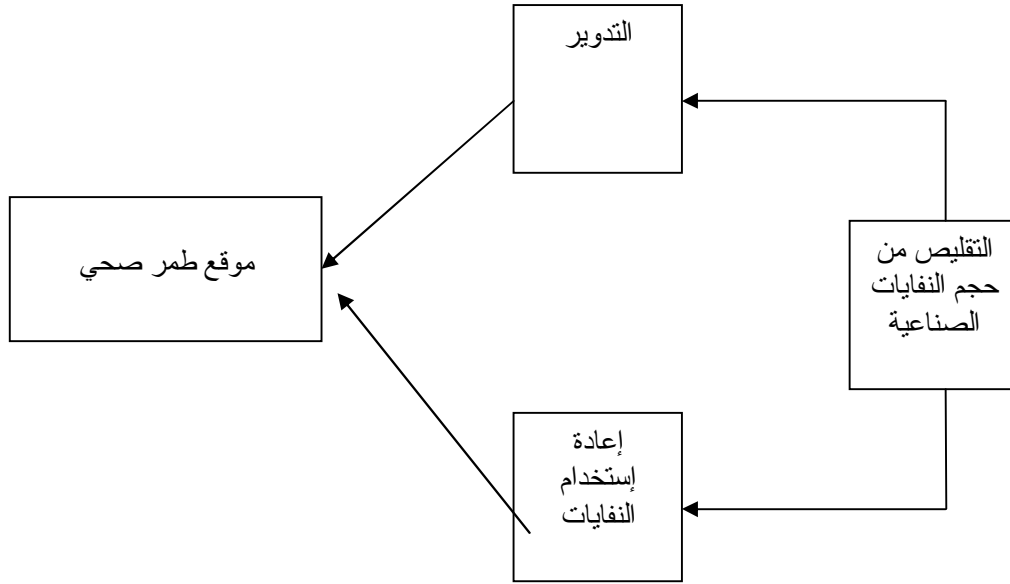 التدوير
التقليص من
حجم النفايات
الصناعية
موقع طمر صحي
إعادة
إستخدام
النفايات